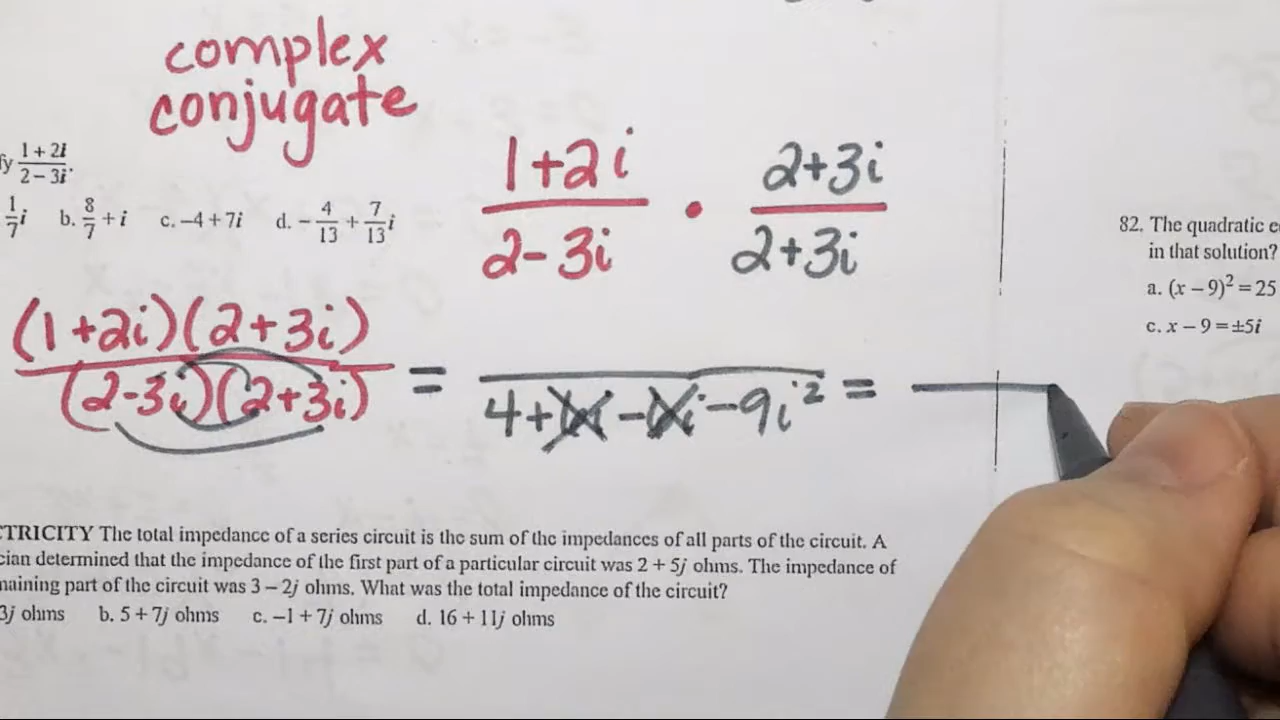 complex
conjugate
fy 1 + 2i / 2 – 3i.
1/7 i b. 8/7 + i c. –4 + 7i d. – 4/13 + 7/13 i
1+2i / 2-3i · 2+3i / 2+3i
(1+2i)(2+3i) / (2-3i)(2+3i) = / 4+6i-6i-9i² =
82. The quadratic e
in that solution?
a. (x – 9)² = 25
c. x – 9 = ±5i
CTRICITY The total impedance of a series circuit is the sum of the impedances of all parts of the circuit. A
cian determined that the impedance of the first part of a particular circuit was 2 + 5j ohms. The impedance of
maining part of the circuit was 3 – 2j ohms. What was the total impedance of the circuit?
3j ohms b. 5 + 7j ohms c. –1 + 7j ohms d. 16 + 11j ohms